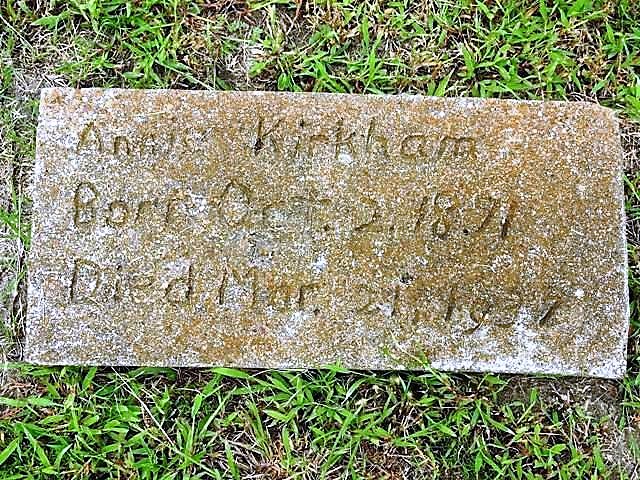 Annie Kirkham
Born Oct. 2, 1871
Died Mar. 21, 1937